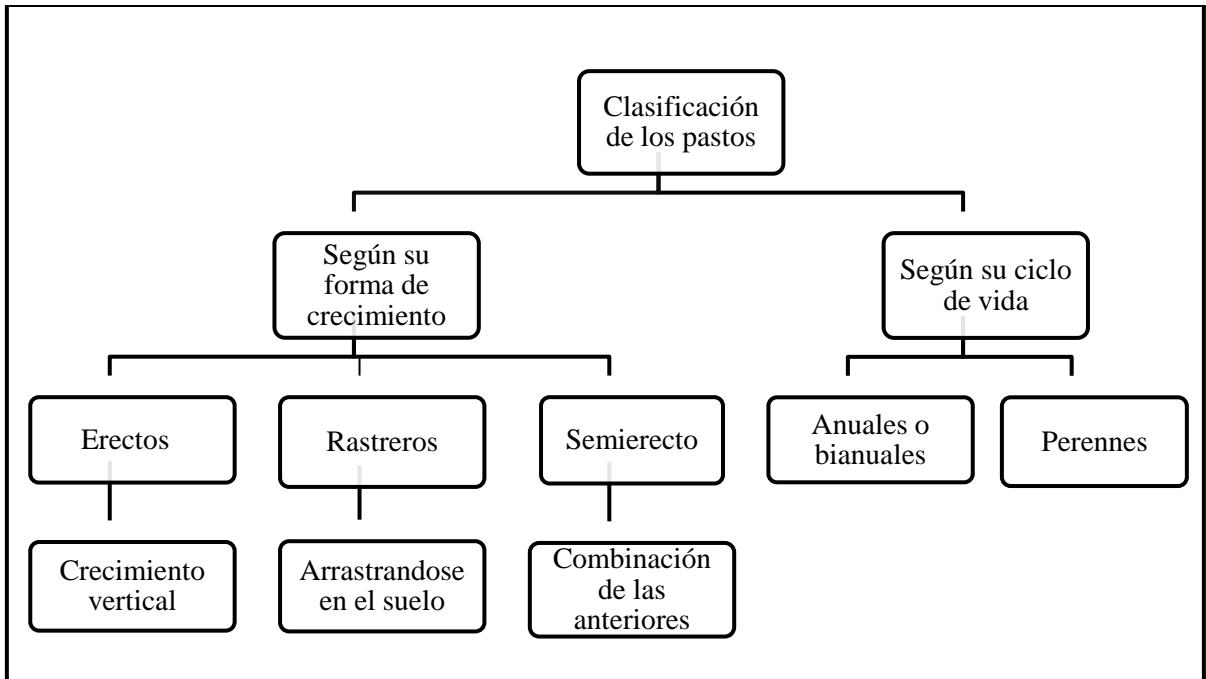 Clasificación
de los pastos
Según su
forma de
crecimiento
Según su ciclo
de vida
Erectos
Rastreros
Semierecto
Anuales o
bianuales
Perennes
Crecimiento
vertical
Arrastrandose
en el suelo
Combinación
de las
anteriores